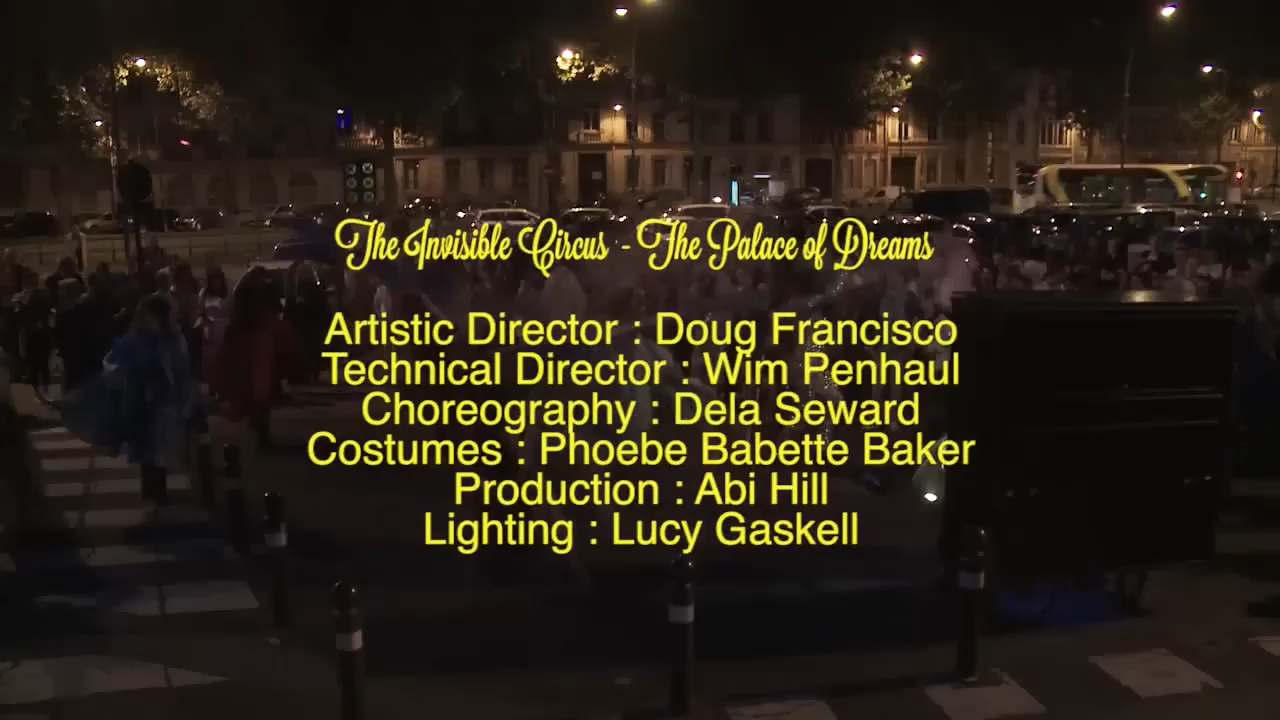 The Invisible Circus - The Palace of Dreams
Artistic Director : Doug Francisco
Technical Director : Wim Penhaul
Choreography : Dela Seward
Costumes : Phoebe Babette Baker
Production : Abi Hill
Lighting : Lucy Gaskell